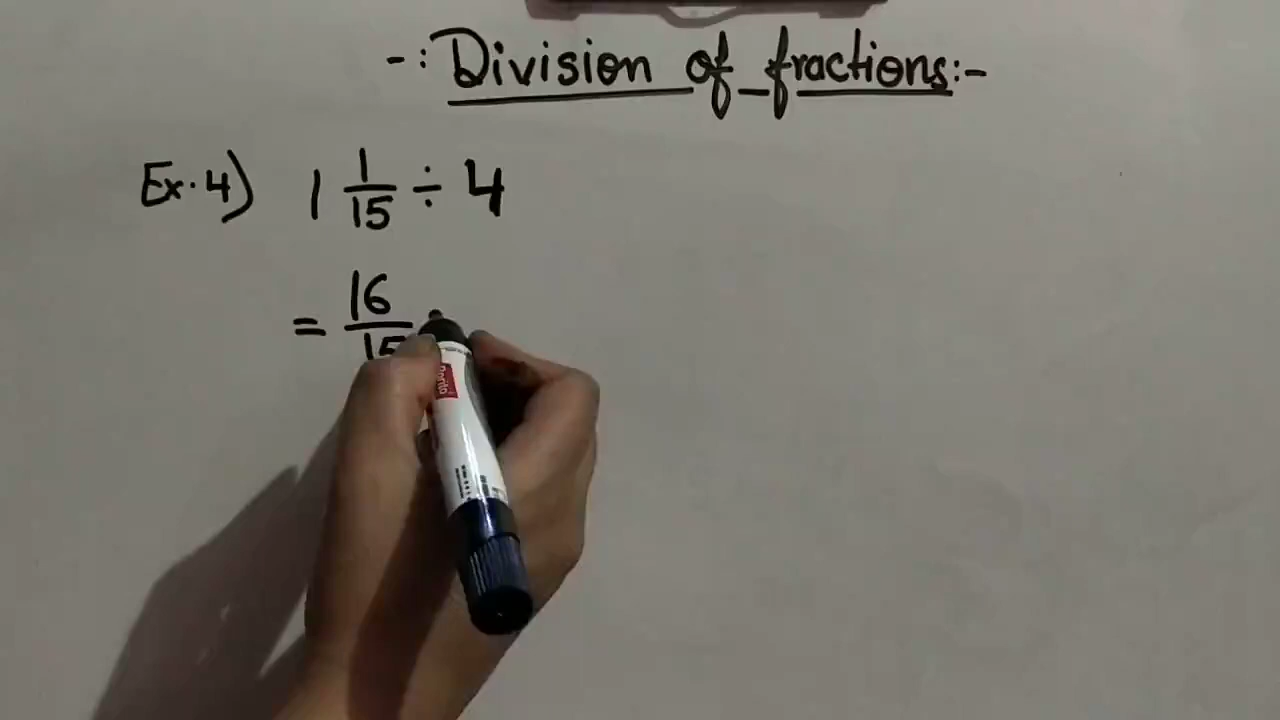 -: Division of fractions :-
Ex. 4) 1 1/15 ÷ 4
= 16/15